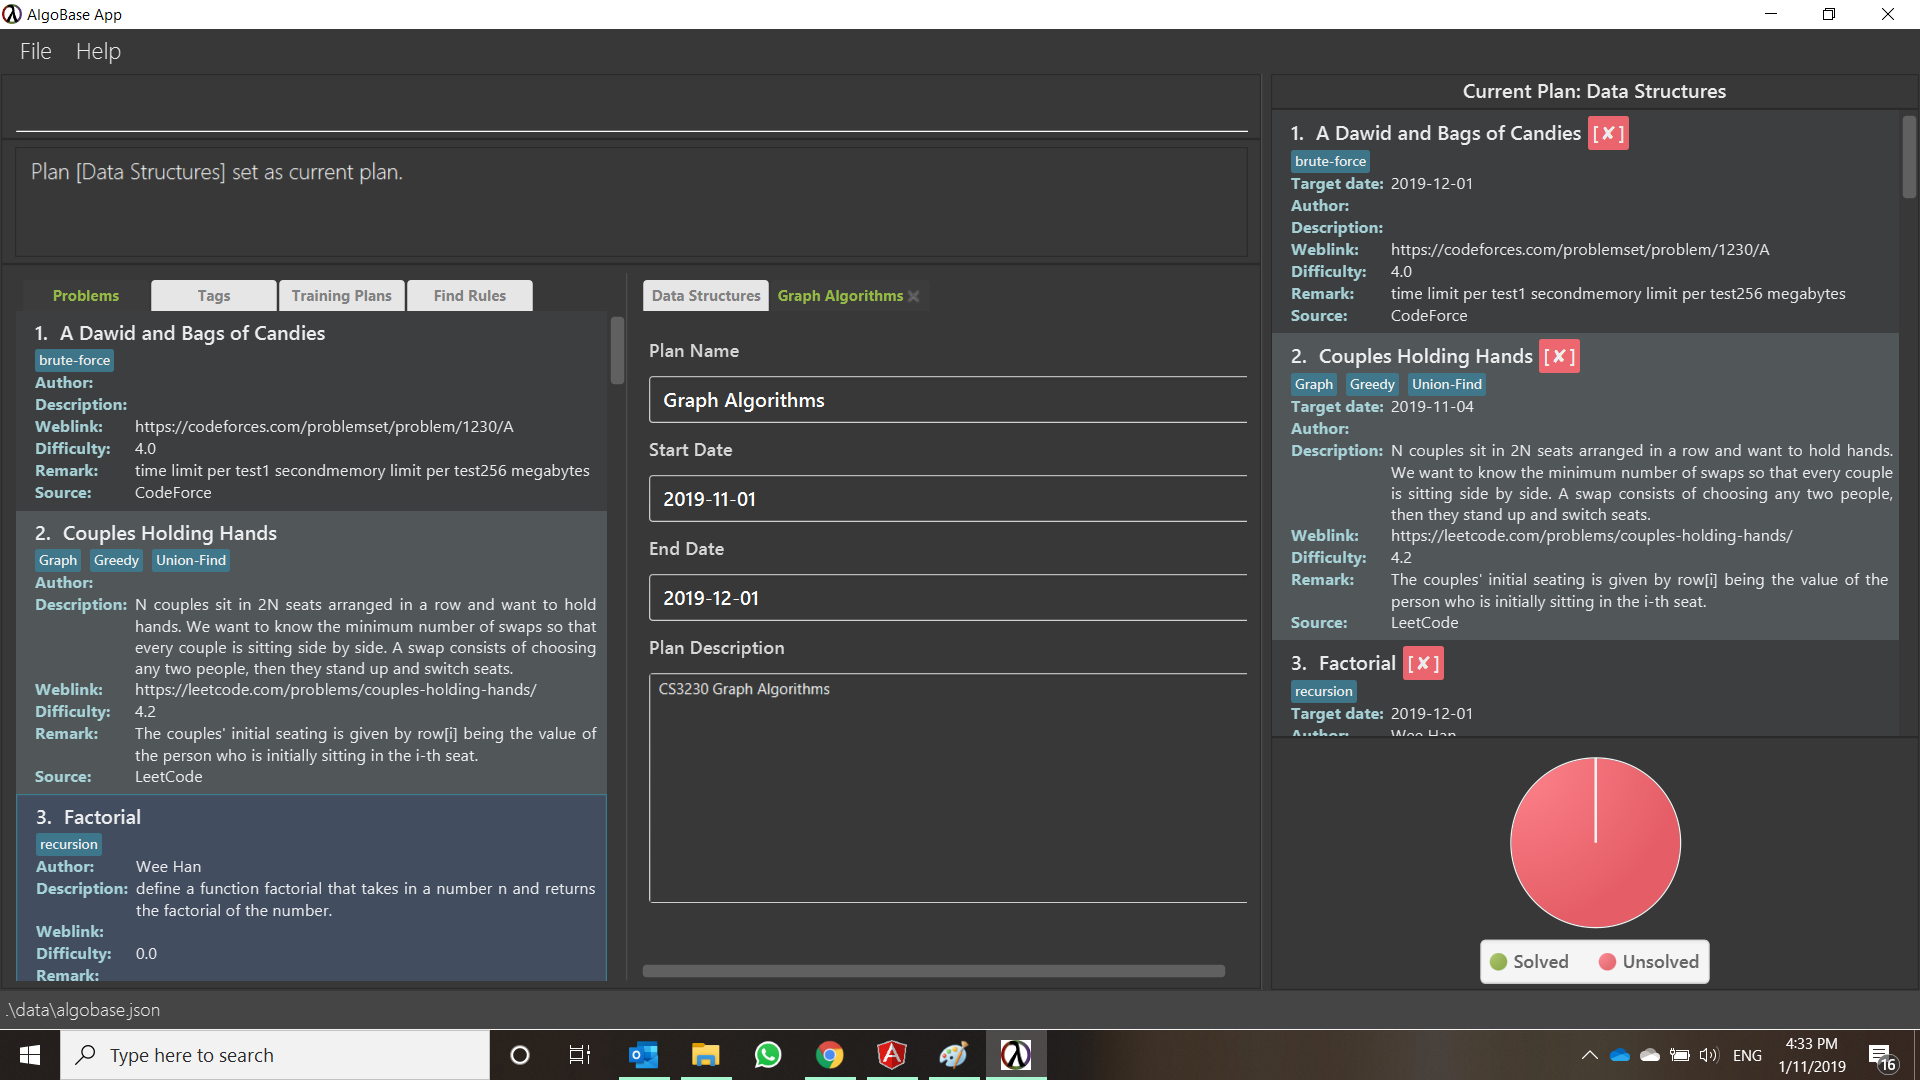 AlgoBase App
File Help
Plan [Data Structures] set as current plan.
Problems Tags Training Plans Find Rules
1. A Dawid and Bags of Candies
brute-force
Author:
Description:
Weblink: https://codeforces.com/problemset/problem/1230/A
Difficulty: 4.0
Remark: time limit per test1 secondmemory limit per test256 megabytes
Source: CodeForce
2. Couples Holding Hands
Graph Greedy Union-Find
Author:
Description: N couples sit in 2N seats arranged in a row and want to hold
hands. We want to know the minimum number of swaps so that
every couple is sitting side by side. A swap consists of choosing
any two people, then they stand up and switch seats.
Weblink: https://leetcode.com/problems/couples-holding-hands/
Difficulty: 4.2
Remark: The couples' initial seating is given by row[i] being the value of
the person who is initially sitting in the i-th seat.
Source: LeetCode
3. Factorial
recursion
Author: Wee Han
Description: define a function factorial that takes in a number n and returns
the factorial of the number.
Weblink:
Difficulty: 0.0
Remark:
Data Structures Graph Algorithms
Plan Name
Graph Algorithms
Start Date
2019-11-01
End Date
2019-12-01
Plan Description
CS3230 Graph Algorithms
Current Plan: Data Structures
1. A Dawid and Bags of Candies [✘]
brute-force
Target date: 2019-12-01
Author:
Description:
Weblink: https://codeforces.com/problemset/problem/1230/A
Difficulty: 4.0
Remark: time limit per test1 secondmemory limit per test256 megabytes
Source: CodeForce
2. Couples Holding Hands [✘]
Graph Greedy Union-Find
Target date: 2019-11-04
Author:
Description: N couples sit in 2N seats arranged in a row and want to hold hands.
We want to know the minimum number of swaps so that every couple
is sitting side by side. A swap consists of choosing any two people,
then they stand up and switch seats.
Weblink: https://leetcode.com/problems/couples-holding-hands/
Difficulty: 4.2
Remark: The couples' initial seating is given by row[i] being the value of the
person who is initially sitting in the i-th seat.
Source: LeetCode
3. Factorial [✘]
recursion
Target date: 2019-12-01
Author: Wee Han
Solved Unsolved
.\data\algobase.json
Type here to search
ENG
4:33 PM
1/11/2019
16